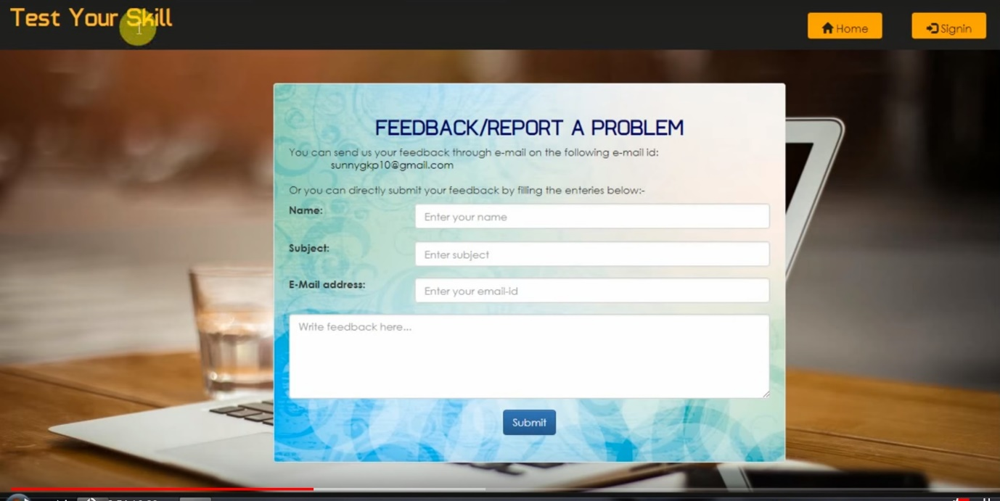 Test Your Skill
Home
Signin
FEEDBACK/REPORT A PROBLEM
You can send us your feedback through e-mail on the following e-mail id:
sunnygkp10@gmail.com
Or you can directly submit your feedback by filling the enteries below:-
Name:
Enter your name
Subject:
Enter subject
E-Mail address:
Enter your email-id
Write feedback here...
Submit